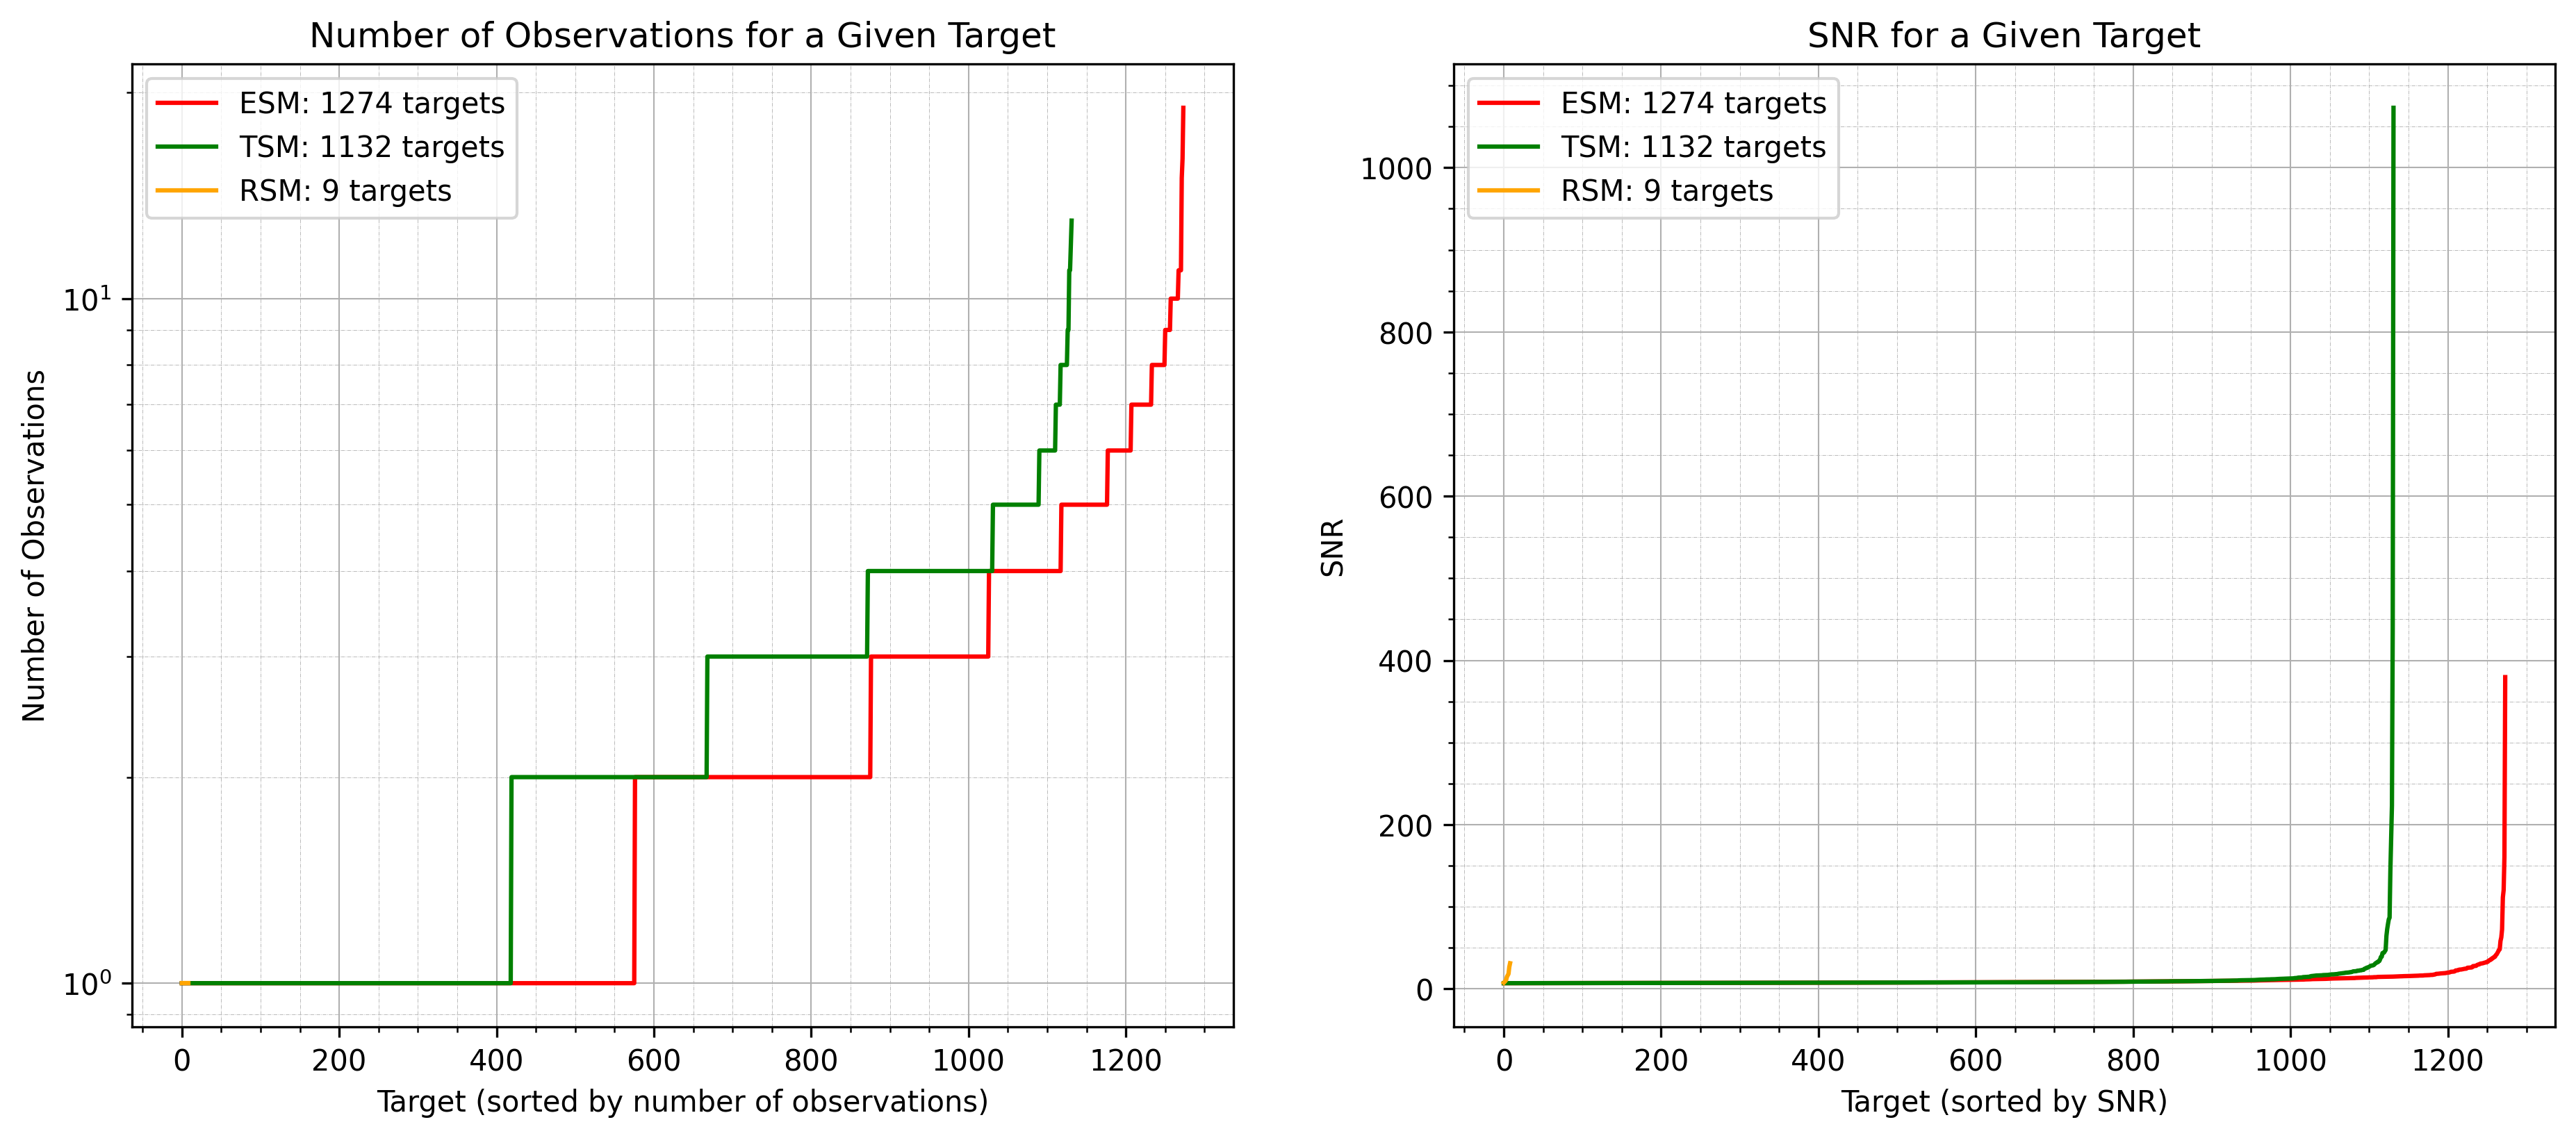 Number of Observations for a Given Target
ESM: 1274 targets
TSM: 1132 targets
RSM: 9 targets
Number of Observations
10¹
10⁰
0 200 400 600 800 1000 1200
Target (sorted by number of observations)
SNR for a Given Target
ESM: 1274 targets
TSM: 1132 targets
RSM: 9 targets
SNR
1000
800
600
400
200
0
0 200 400 600 800 1000 1200
Target (sorted by SNR)